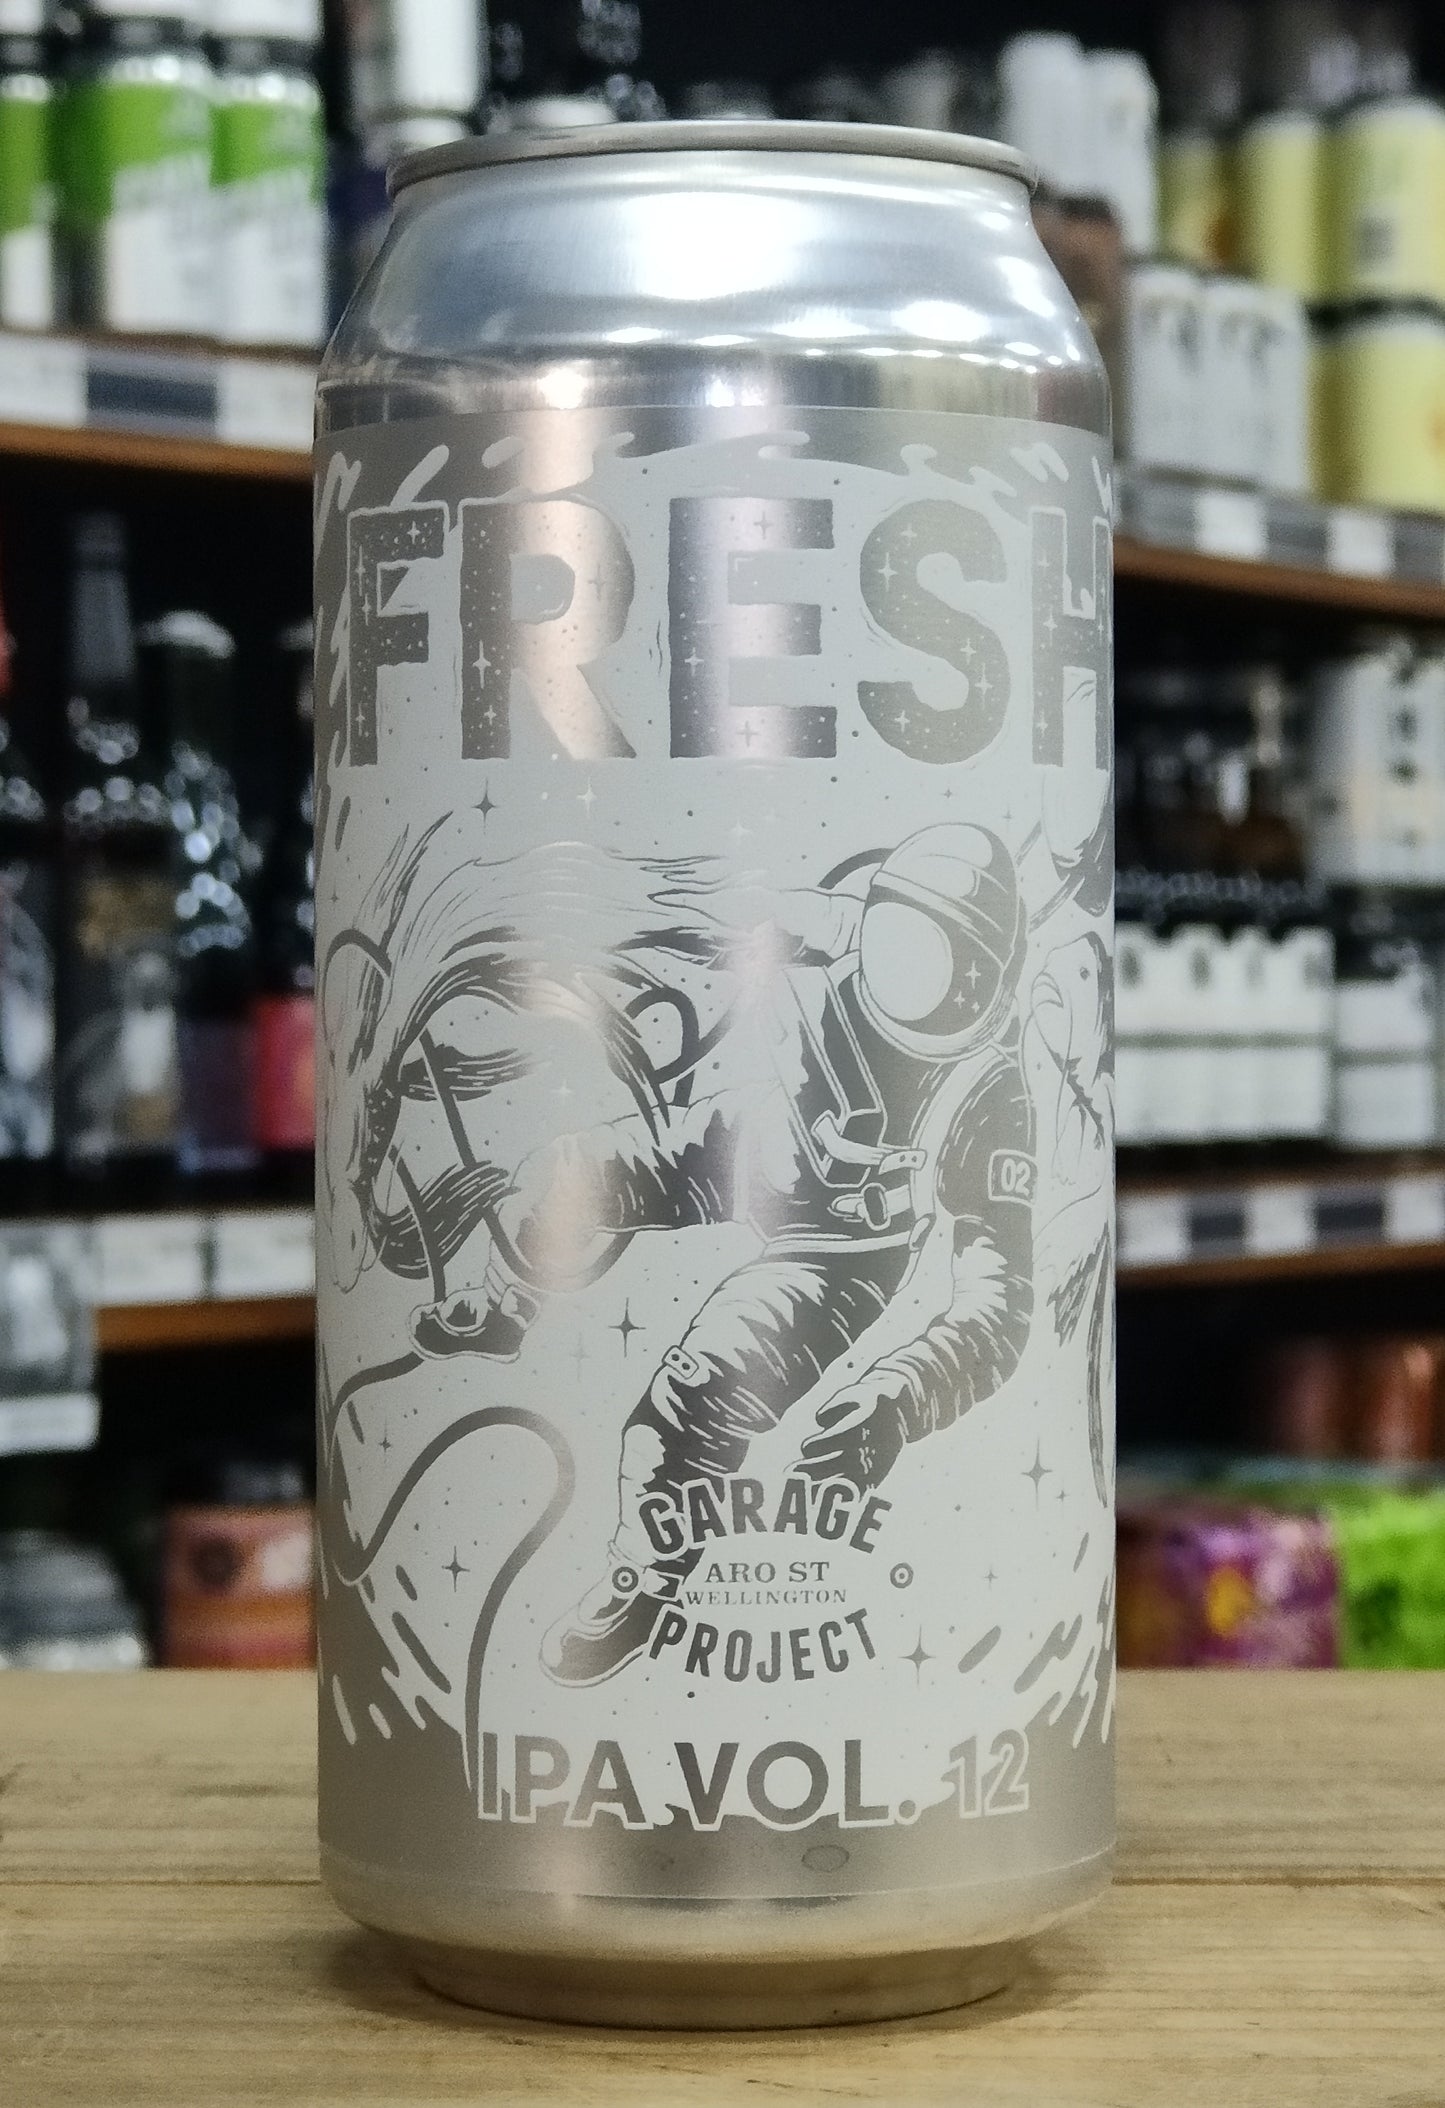 FRESH
02
GARAGE
ARO ST
WELLINGTON
PROJECT
IPA VOL. 12